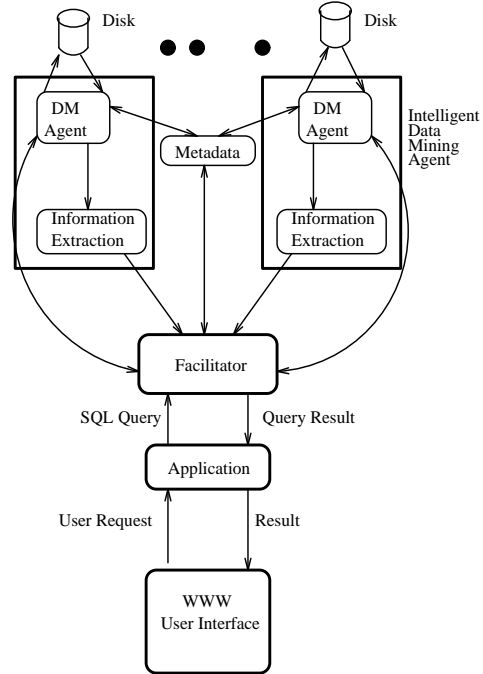 Disk
Disk
DM
Agent
DM
Agent
Intelligent
Data
Mining
Agent
Metadata
Information
Extraction
Information
Extraction
Facilitator
SQL Query
Query Result
Application
User Request
Result
WWW
User Interface